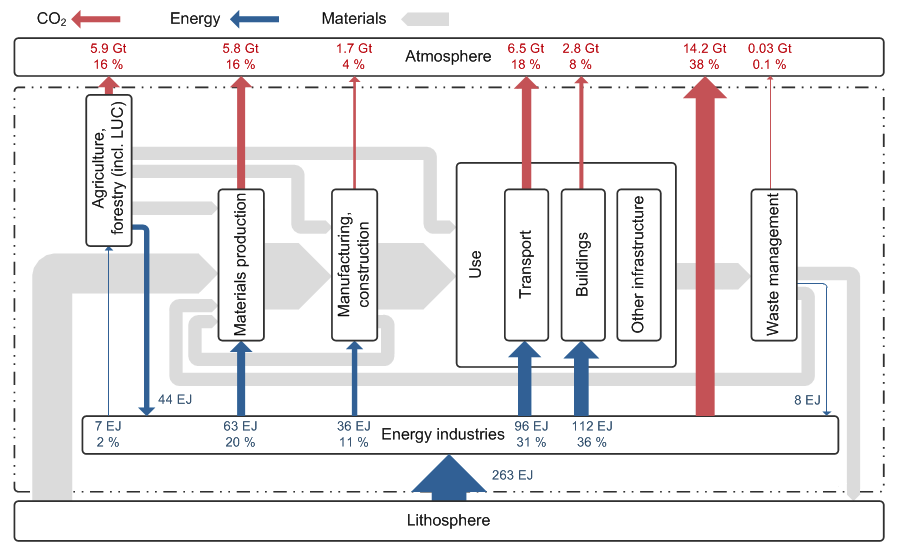 CO₂
Energy
Materials
5.9 Gt
16 %
5.8 Gt
16 %
1.7 Gt
4 %
Atmosphere
6.5 Gt
18 %
2.8 Gt
8 %
14.2 Gt
38 %
0.03 Gt
0.1 %
Agriculture,
forestry (incl. LUC)
Materials production
Manufacturing,
construction
Use
Transport
Buildings
Other infrastructure
Waste management
44 EJ
8 EJ
7 EJ
2 %
63 EJ
20 %
36 EJ
11 %
Energy industries
96 EJ
31 %
112 EJ
36 %
263 EJ
Lithosphere